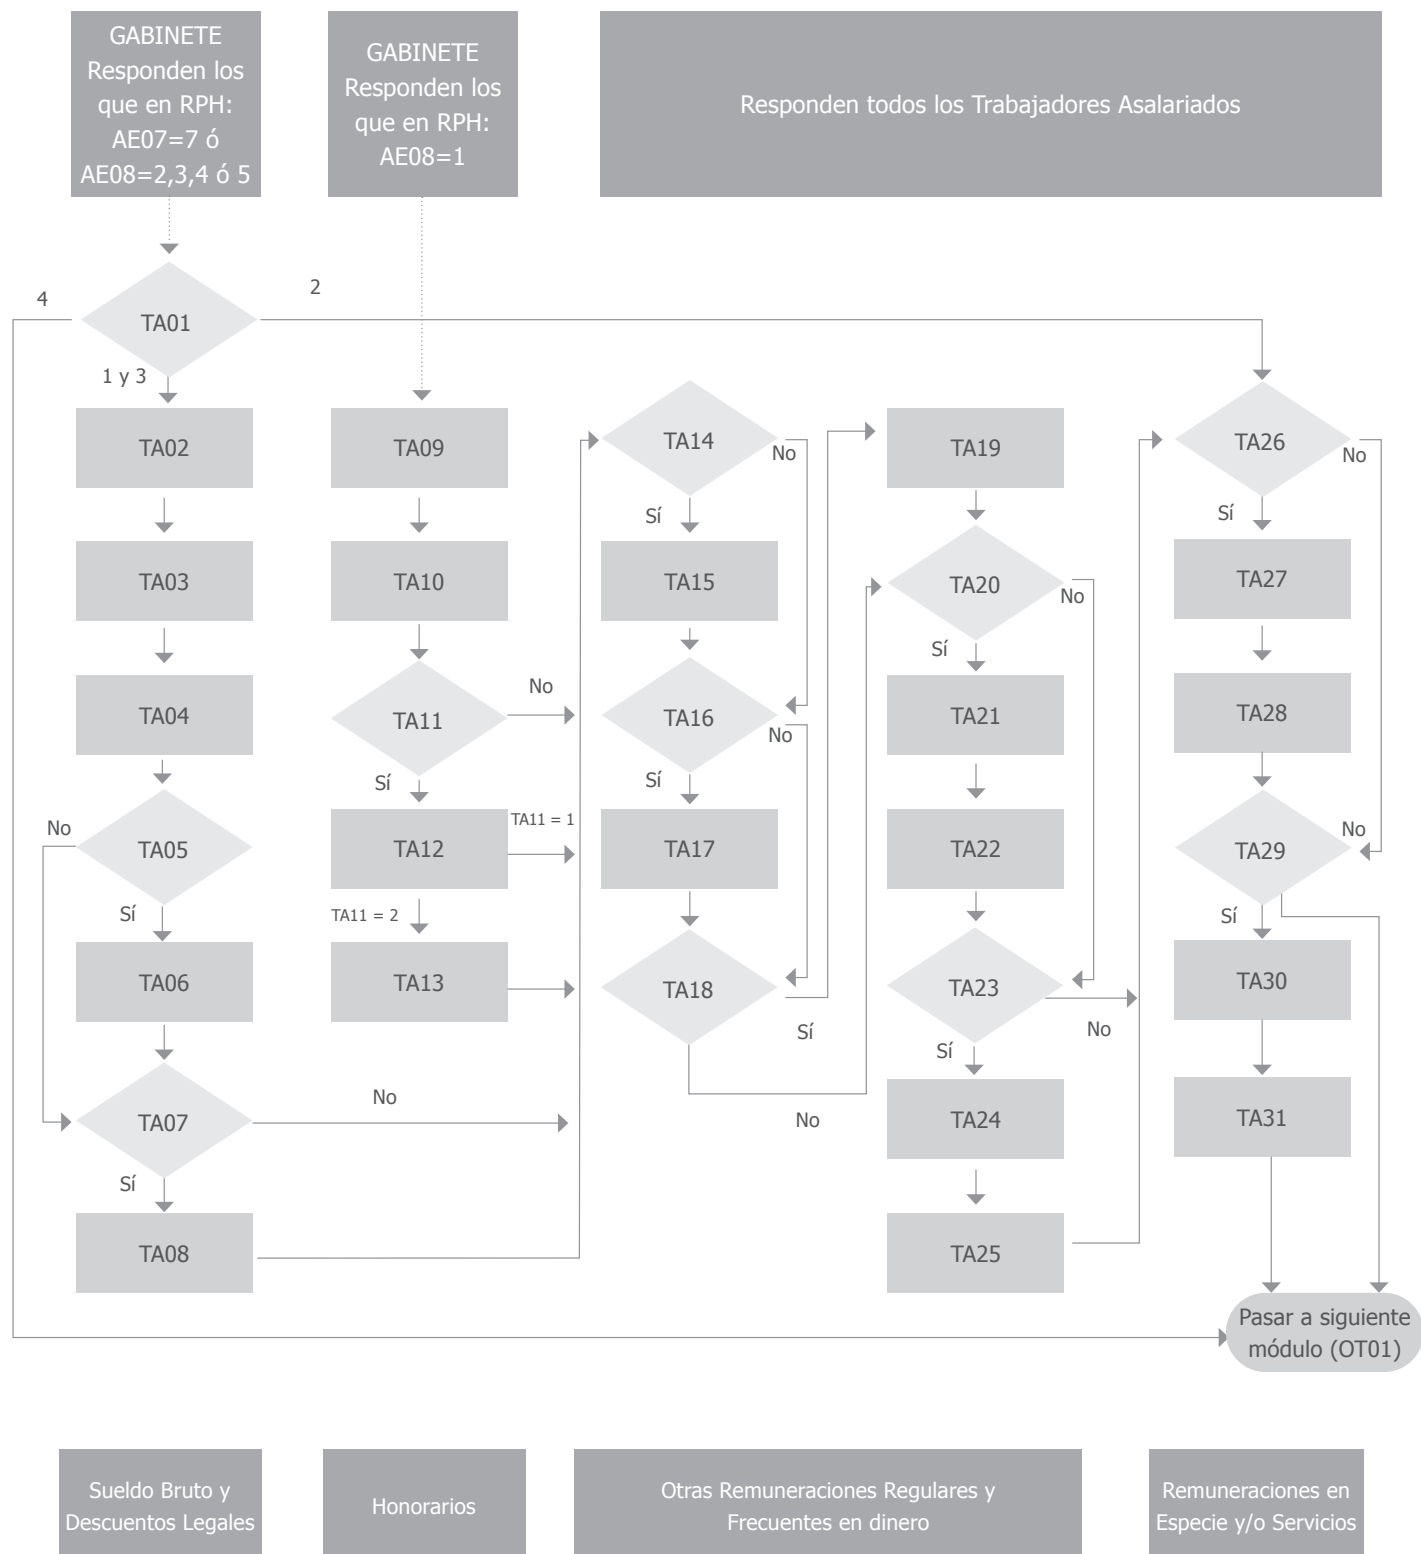 GABINETE
Responden los
que en RPH:
AE07=7 ó
AE08=2,3,4 ó 5
GABINETE
Responden los
que en RPH:
AE08=1
Responden todos los Trabajadores Asalariados
4
TA01
2
1 y 3
TA02
TA03
TA04
No
TA05
Sí
TA06
TA07
No
Sí
TA08
TA09
TA10
No
TA11
Sí
TA11 = 1
TA12
TA11 = 2
TA13
TA14
No
Sí
TA15
TA16
No
Sí
TA17
TA18
Sí
No
TA19
TA20
No
Sí
TA21
TA22
TA23
No
Sí
TA24
TA25
TA26
No
Sí
TA27
TA28
No
TA29
Sí
TA30
TA31
Pasar a siguiente
módulo (OT01)
Sueldo Bruto y
Descuentos Legales
Honorarios
Otras Remuneraciones Regulares y
Frecuentes en dinero
Remuneraciones en
Especie y/o Servicios